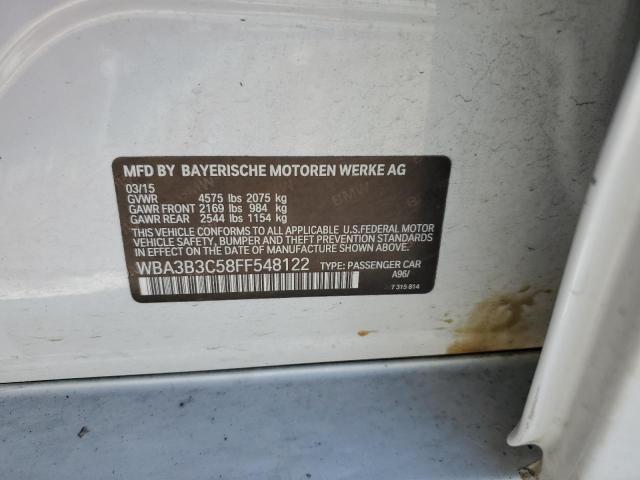 MFD BY BAYERISCHE MOTOREN WERKE AG
03/15
GVWR 4575 lbs 2075 kg
GAWR FRONT 2169 lbs 984 kg
GAWR REAR 2544 lbs 1154 kg
THIS VEHICLE CONFORMS TO ALL APPLICABLE U.S.FEDERAL MOTOR
VEHICLE SAFETY, BUMPER, AND THEFT PREVENTION
STANDARDS IN EFFECT ON THE DATE OF MANUFACTURE SHOWN ABOVE.
WBA3B3C58FF548122 TYPE: PASSENGER CAR
A96/
7 315 814
BMW